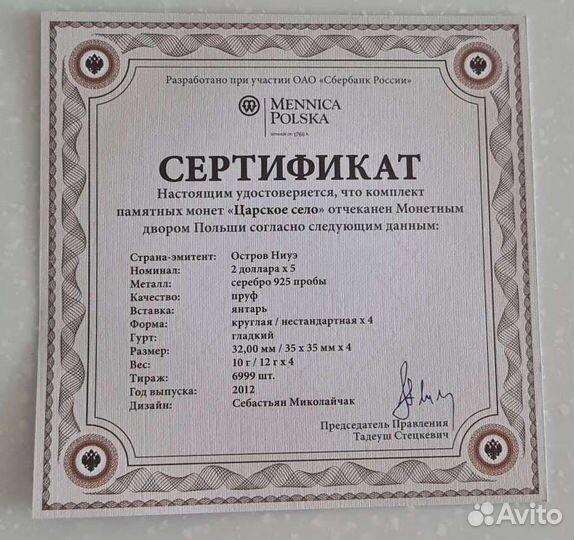 Разработано при участии ОАО «Сбербанк России»
MENNICA
POLSKA
1766 R.
СЕРТИФИКАТ
Настоящим удостоверяется, что комплект
памятных монет «Царское село» отчеканен Монетным
двором Польши согласно следующим данным:
Страна-эмитент: Остров Ниуэ
Номинал: 2 доллара x 5
Металл: серебро 925 пробы
Качество: пруф
Вставка: янтарь
Форма: круглая / нестандартная x 4
Гурт: гладкий
Размер: 32,00 мм / 35 x 35 мм x 4
Вес: 10 г / 12 г x 4
Тираж: 6999 шт.
Год выпуска: 2012
Дизайн: Себастьян Миколайчак
Председатель Правления
Тадеуш Стецкевич
Avito